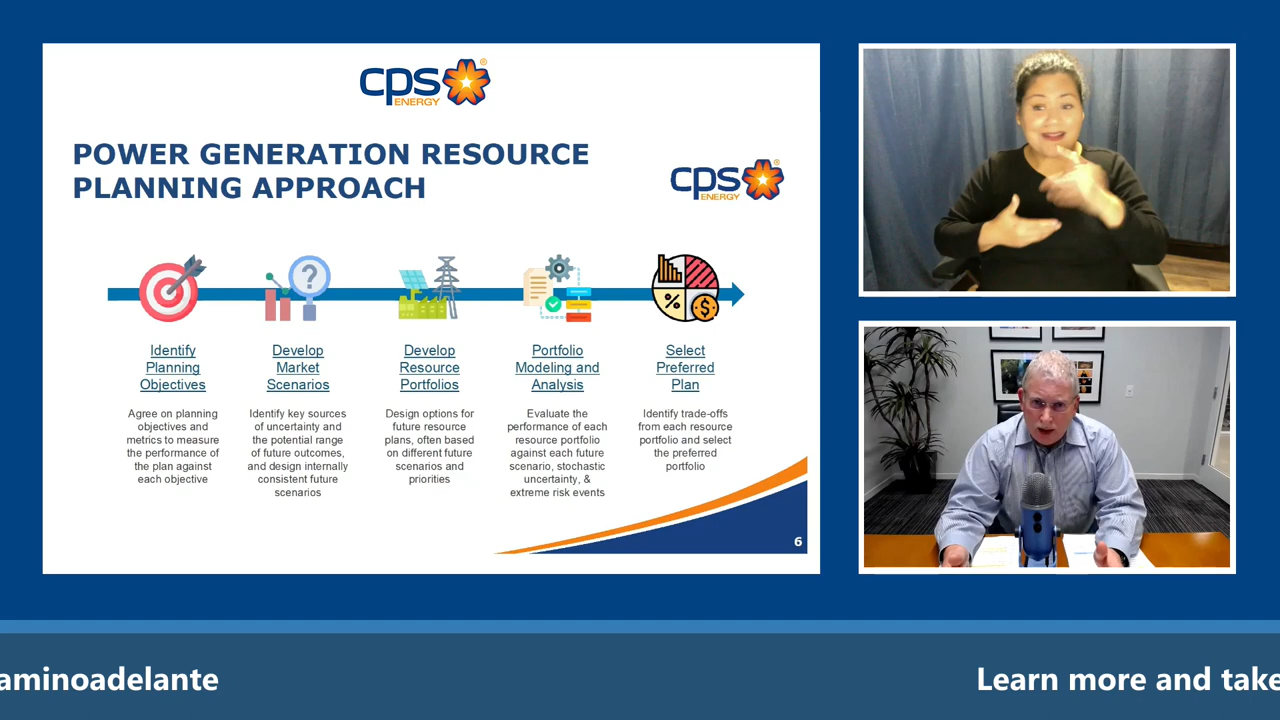 cps
ENERGY
POWER GENERATION RESOURCE
PLANNING APPROACH
cps
ENERGY
?
%
$
Identify
Planning
Objectives
Agree on planning
objectives and
metrics to measure
the performance of
the plan against
each objective
Develop
Market
Scenarios
Identify key sources
of uncertainty and
the potential range
of future outcomes,
and design internally
consistent future
scenarios
Develop
Resource
Portfolios
Design options for
future resource
plans, often based
on different future
scenarios and
priorities
Portfolio
Modeling and
Analysis
Evaluate the
performance of each
resource portfolio
against each future
scenario, stochastic
uncertainty, &
extreme risk events
Select
Preferred
Plan
Identify trade-offs
from each resource
portfolio and select
the preferred
portfolio
6
aminoadelante
Learn more and take